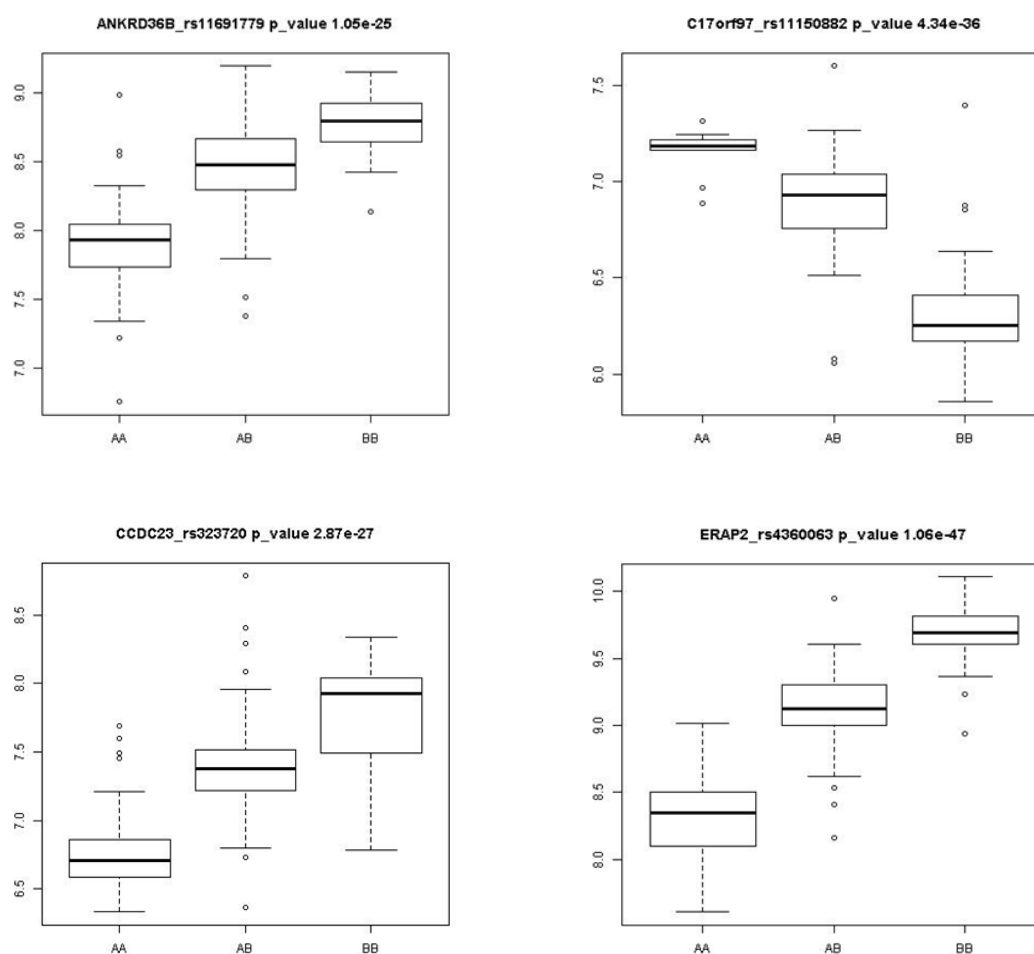 ANKRD36B_rs11691779 p_value 1.05e-25
9.0
8.5
8.0
7.5
7.0
AA AB BB
C17orf97_rs11150882 p_value 4.34e-36
7.5
7.0
6.5
6.0
AA AB BB
CCDC23_rs323720 p_value 2.87e-27
8.5
8.0
7.5
7.0
6.5
AA AB BB
ERAP2_rs4360063 p_value 1.06e-47
10.0
9.5
9.0
8.5
8.0
AA AB BB